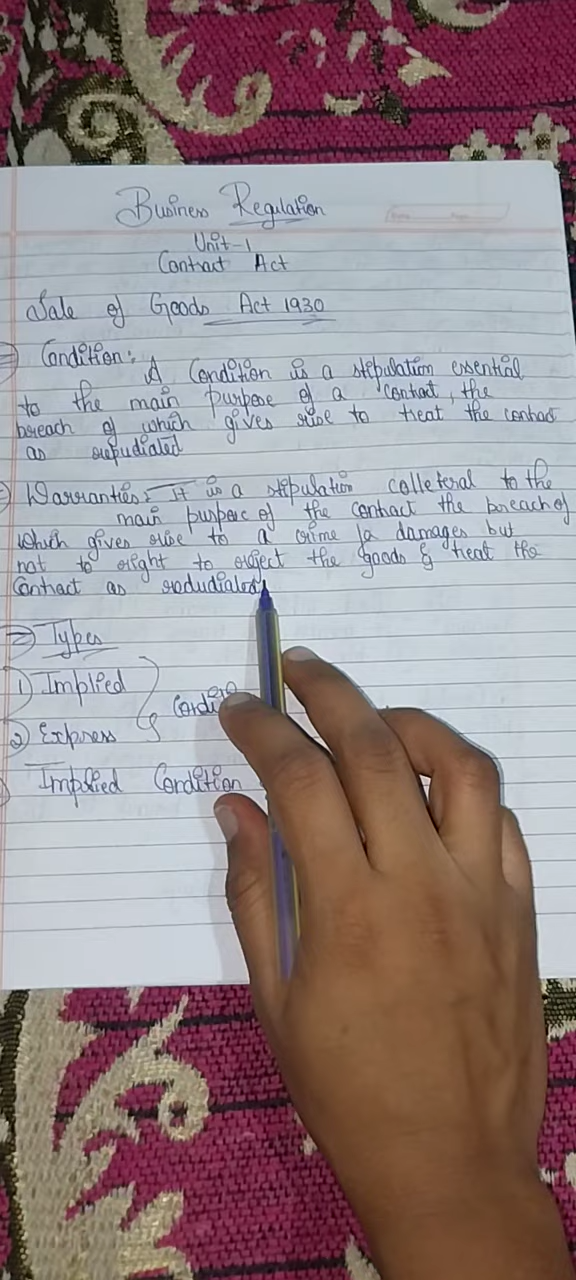 Business Regulation
Unit-1
Contract Act
Sale of Goods Act 1930
Condition:
A Condition is a stipulation essential
to the main purpose of a contract, the
breach of which gives rise to treat the contract
as repudiated
Warranties: It is a stipulation colleteral to the
main purpose of the contract the breach of
which gives rise to a crime for damages but
not to right to reject the goods & treat the
Contract as redudiated
⇒ Types
1) Implied
2) Express
Implied Condition